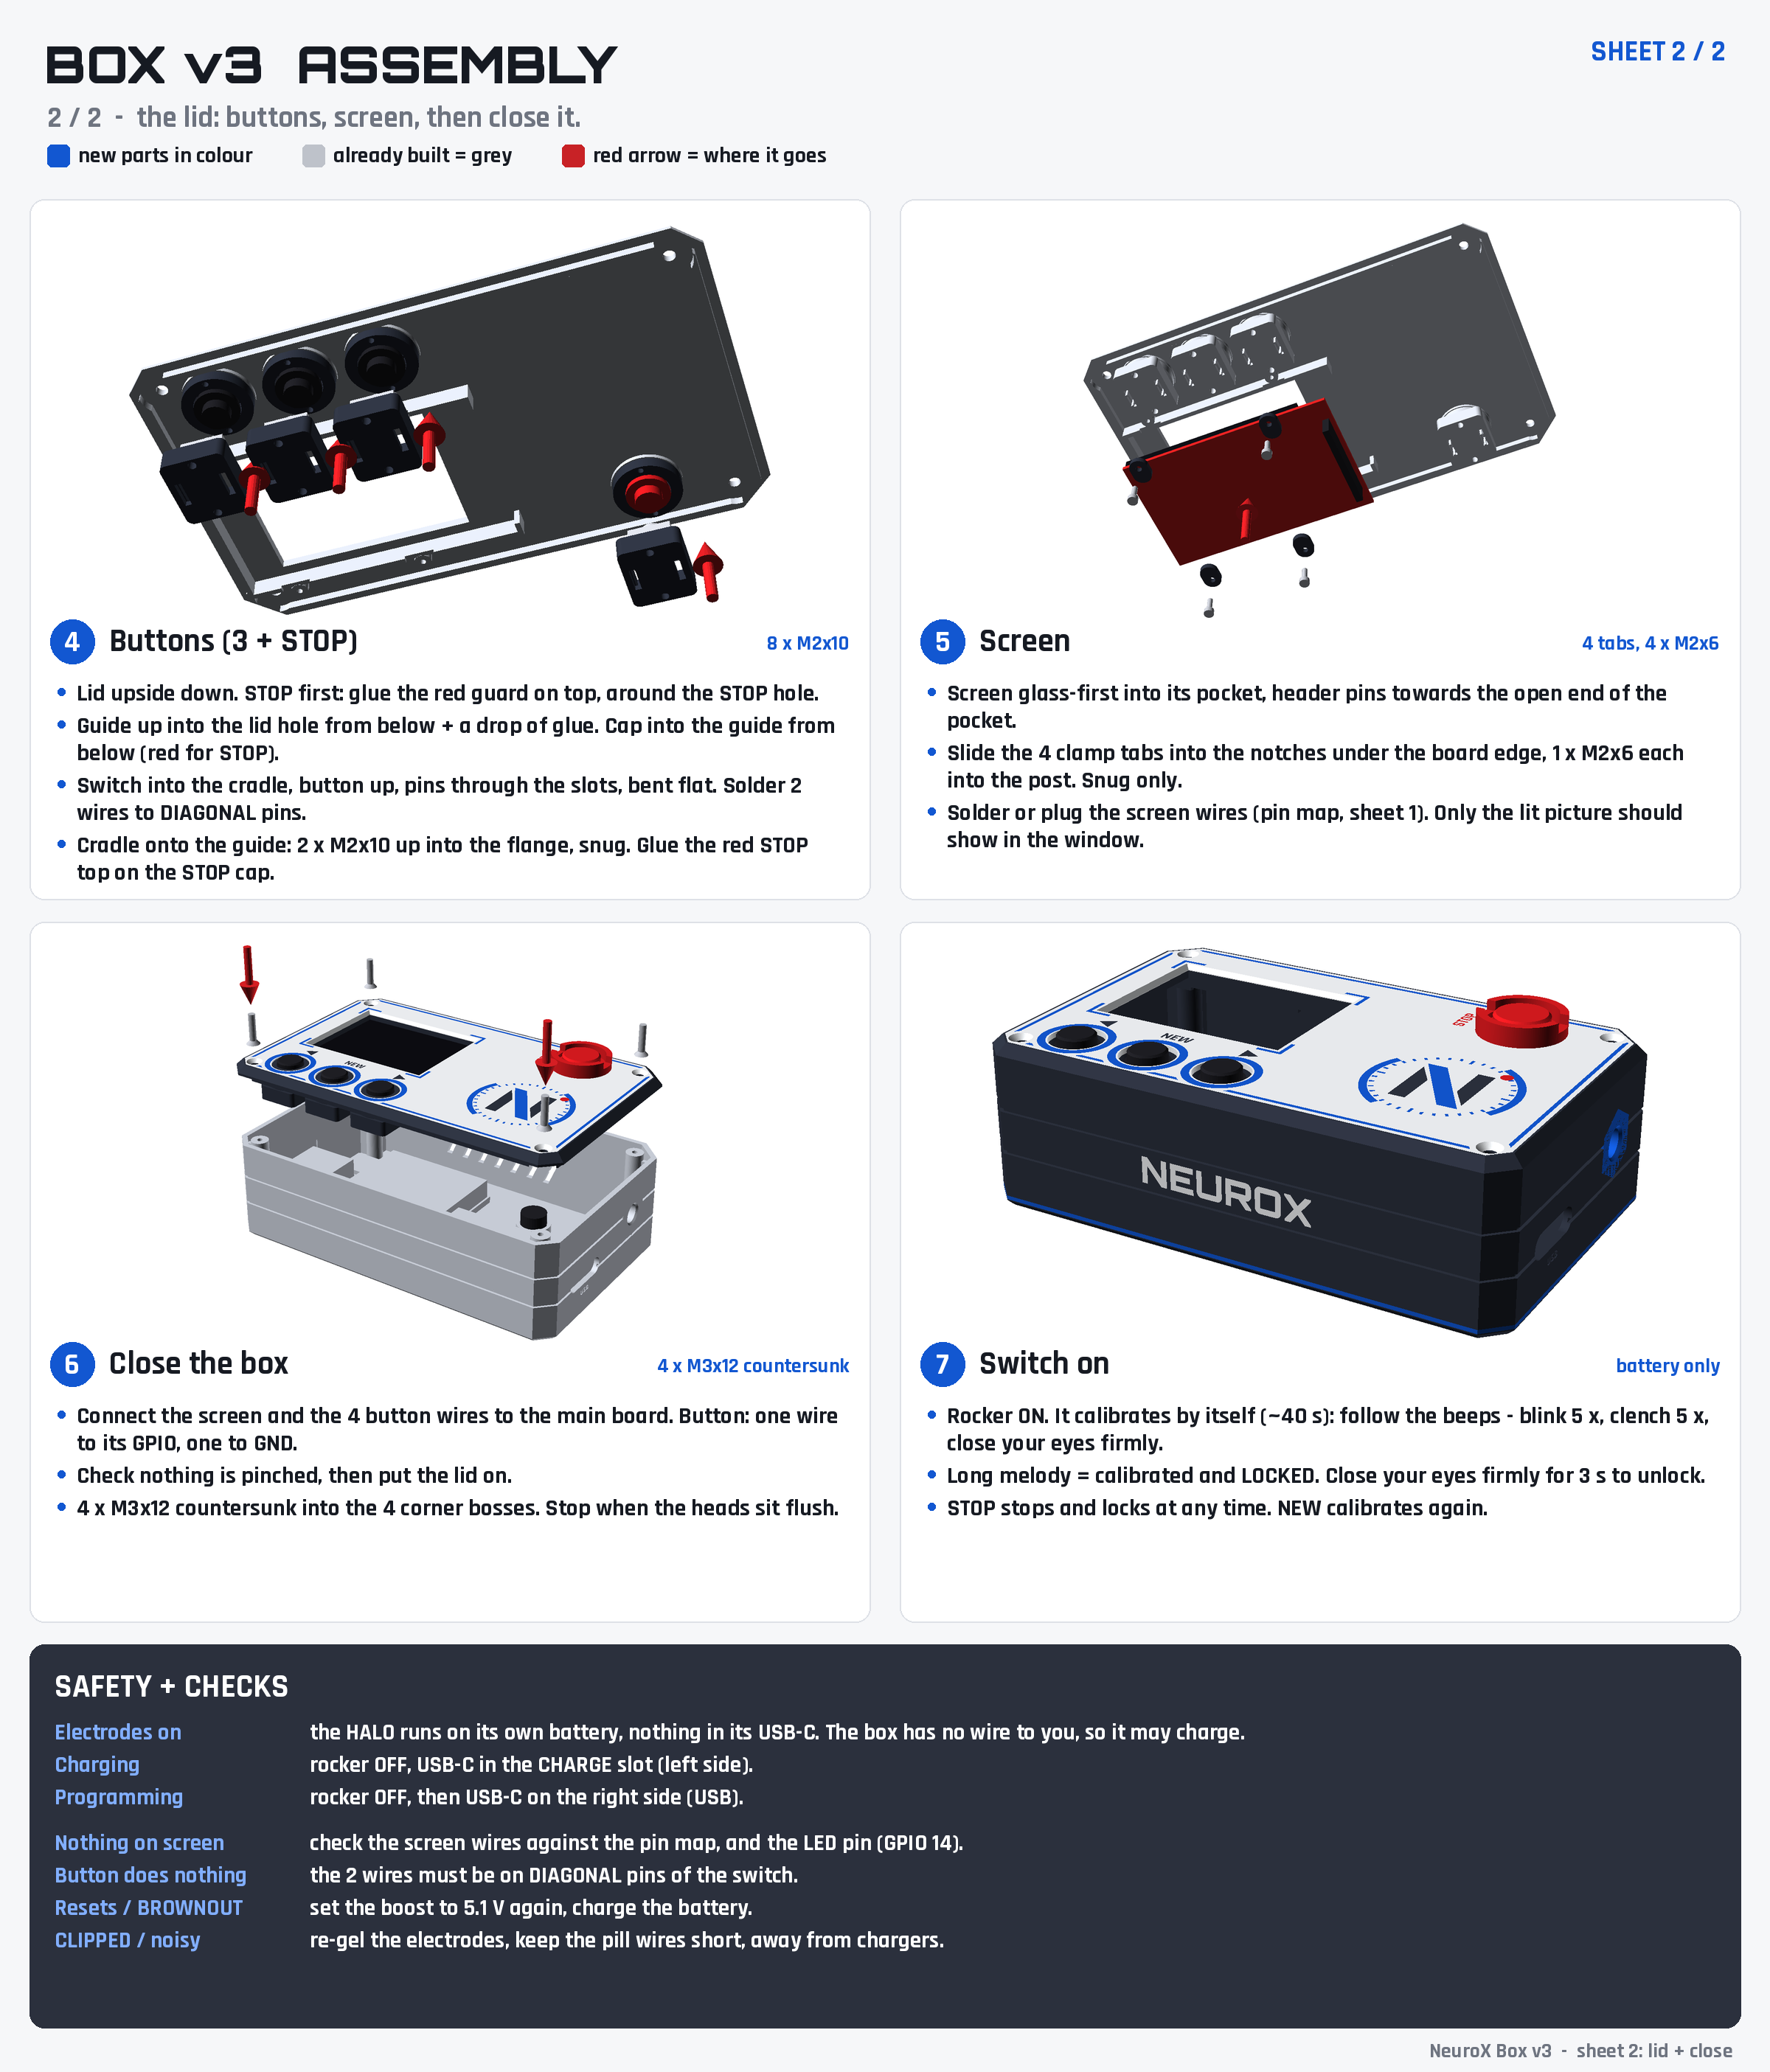 BOX v3 ASSEMBLY
SHEET 2 / 2
2 / 2 - the lid: buttons, screen, then close it.
new parts in colour
already built = grey
red arrow = where it goes
4 Buttons (3 + STOP)
8 x M2x10
Lid upside down. STOP first: glue the red guard on top, around the STOP hole.
Guide up into the lid hole from below + a drop of glue. Cap into the guide from
below (red for STOP).
Switch into the cradle, button up, pins through the slots, bent flat. Solder 2
wires to DIAGONAL pins.
Cradle onto the guide: 2 x M2x10 up into the flange, snug. Glue the red STOP
top on the STOP cap.
5 Screen
4 tabs, 4 x M2x6
Screen glass-first into its pocket, header pins towards the open end of the
pocket.
Slide the 4 clamp tabs into the notches under the board edge, 1 x M2x6 each
into the post. Snug only.
Solder or plug the screen wires (pin map, sheet 1). Only the lit picture should
show in the window.
NEW
6 Close the box
4 x M3x12 countersunk
Connect the screen and the 4 button wires to the main board. Button: one wire
to its GPIO, one to GND.
Check nothing is pinched, then put the lid on.
4 x M3x12 countersunk into the 4 corner bosses. Stop when the heads sit flush.
STOP
NEW
NEUROX
7 Switch on
battery only
Rocker ON. It calibrates by itself (~40 s): follow the beeps - blink 5 x, clench 5 x,
close your eyes firmly.
Long melody = calibrated and LOCKED. Close your eyes firmly for 3 s to unlock.
STOP stops and locks at any time. NEW calibrates again.
SAFETY + CHECKS
Electrodes on the HALO runs on its own battery, nothing in its USB-C. The box has no wire to you, so it may charge.
Charging rocker OFF, USB-C in the CHARGE slot (left side).
Programming rocker OFF, then USB-C on the right side (USB).
Nothing on screen check the screen wires against the pin map, and the LED pin (GPIO 14).
Button does nothing the 2 wires must be on DIAGONAL pins of the switch.
Resets / BROWNOUT set the boost to 5.1 V again, charge the battery.
CLIPPED / noisy re-gel the electrodes, keep the pill wires short, away from chargers.
NeuroX Box v3 - sheet 2: lid + close